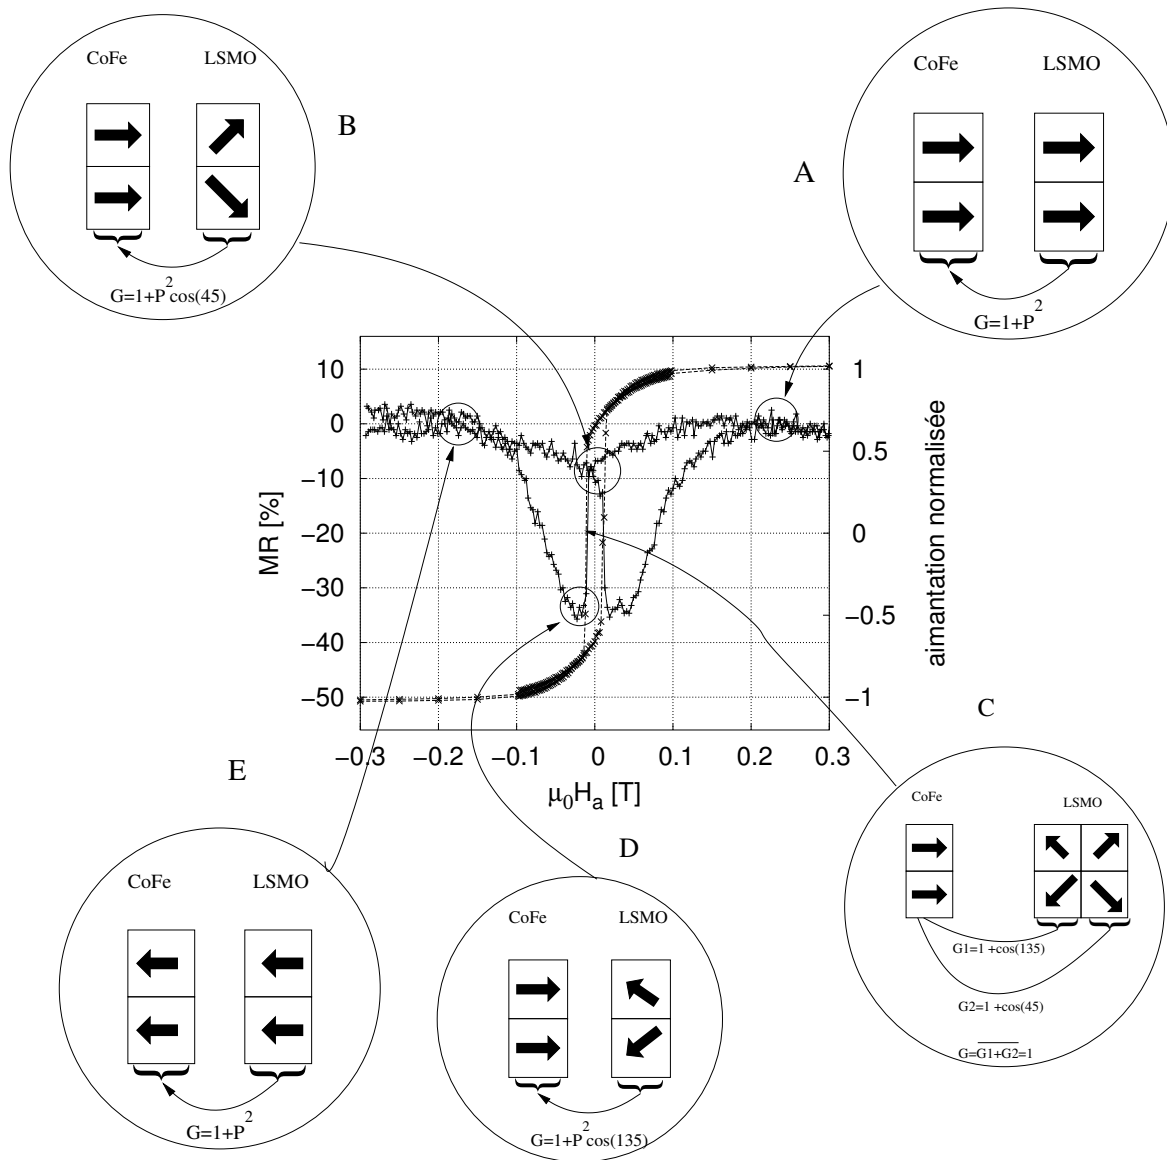 CoFe LSMO
B
G=1+P²cos(45)
CoFe LSMO
A
G=1+P²
10
0
−10
−20
−30
−40
−50
MR [%]
1
0.5
0
−0.5
−1
aimantation normalisée
−0.3 −0.2 −0.1 0 0.1 0.2 0.3
μ₀Hₐ [T]
C
CoFe LSMO
G1=1 +cos(135)
G2=1 +cos(45)
G=G1+G2=1
E
CoFe LSMO
G=1+P²
D
CoFe LSMO
G=1+P²cos(135)